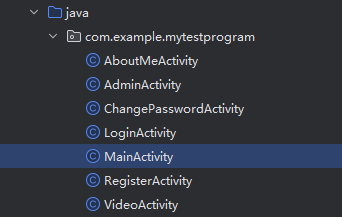 java
com.example.mytestprogram
AboutMeActivity
AdminActivity
ChangePasswordActivity
LoginActivity
MainActivity
RegisterActivity
VideoActivity